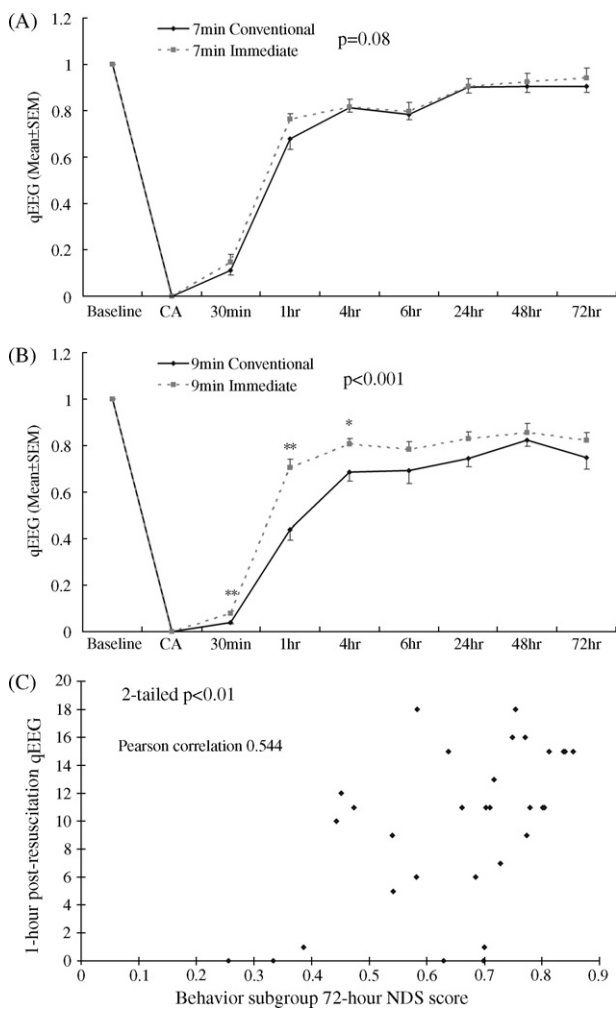 (A)
7min Conventional
7min Immediate
p=0.08
qEEG (Mean±SEM)
1.2
1
0.8
0.6
0.4
0.2
0
Baseline CA 30min 1hr 4hr 6hr 24hr 48hr 72hr
(B)
9min Conventional
9min Immediate
p<0.001
qEEG (Mean±SEM)
1.2
1
0.8
0.6
0.4
0.2
0
** ** *
Baseline CA 30min 1hr 4hr 6hr 24hr 48hr 72hr
(C)
2-tailed p<0.01
Pearson correlation 0.544
1-hour post-resuscitation qEEG
20
18
16
14
12
10
8
6
4
2
0
0 0.1 0.2 0.3 0.4 0.5 0.6 0.7 0.8 0.9
Behavior subgroup 72-hour NDS score